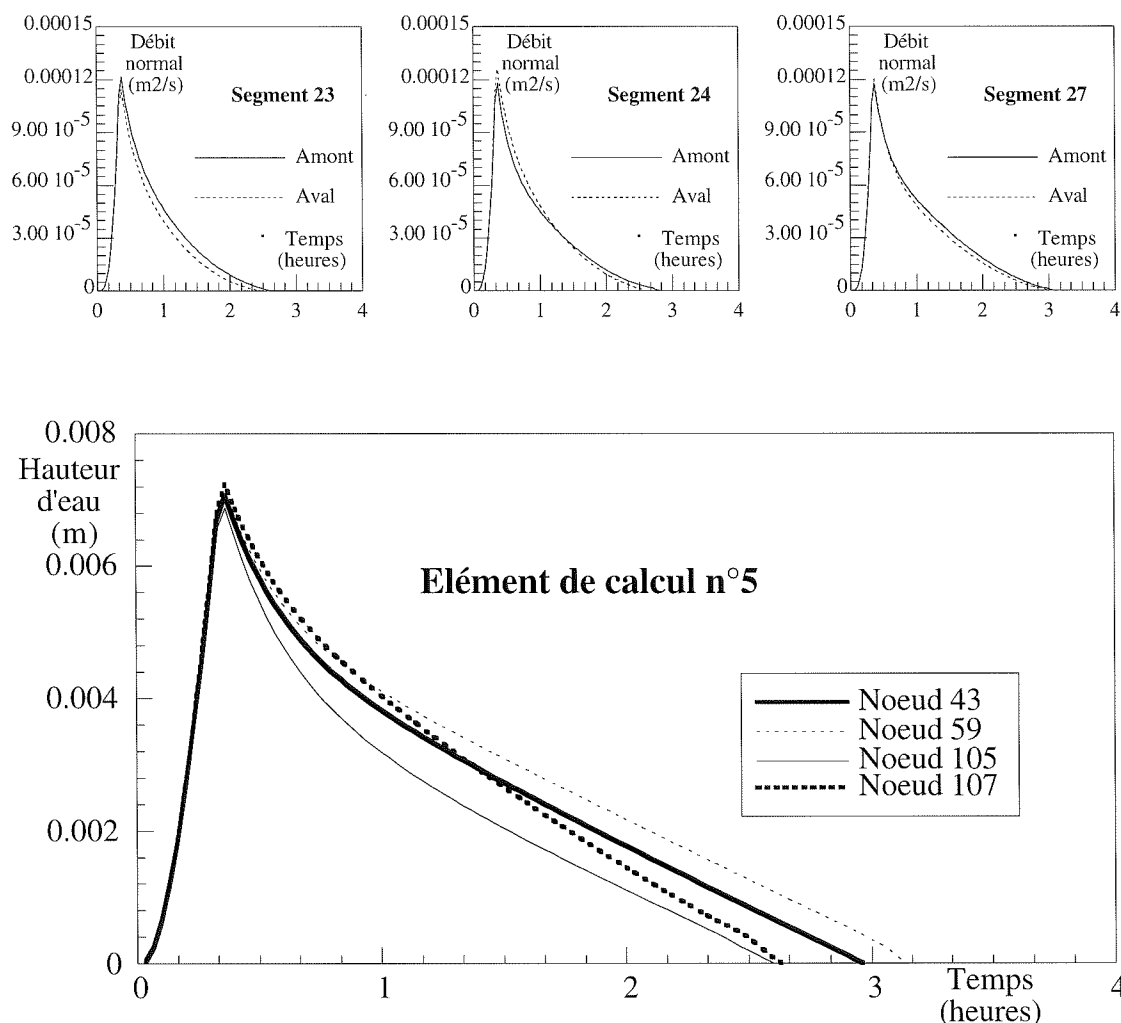 0.00015
0.00012
9.00 10-5
6.00 10-5
3.00 10-5
0
Débit
normal
(m2/s)
Segment 23
Amont
Aval
Temps
(heures)
0 1 2 3 4
0.00015
0.00012
9.00 10-5
6.00 10-5
3.00 10-5
0
Débit
normal
(m2/s)
Segment 24
Amont
Aval
Temps
(heures)
0 1 2 3 4
0.00015
0.00012
9.00 10-5
6.00 10-5
3.00 10-5
0
Débit
normal
(m2/s)
Segment 27
Amont
Aval
Temps
(heures)
0 1 2 3 4
0.008
Hauteur
d'eau
(m)
0.006
0.004
0.002
0
Elément de calcul n°5
Noeud 43
Noeud 59
Noeud 105
Noeud 107
0 1 2 3 4
Temps
(heures)